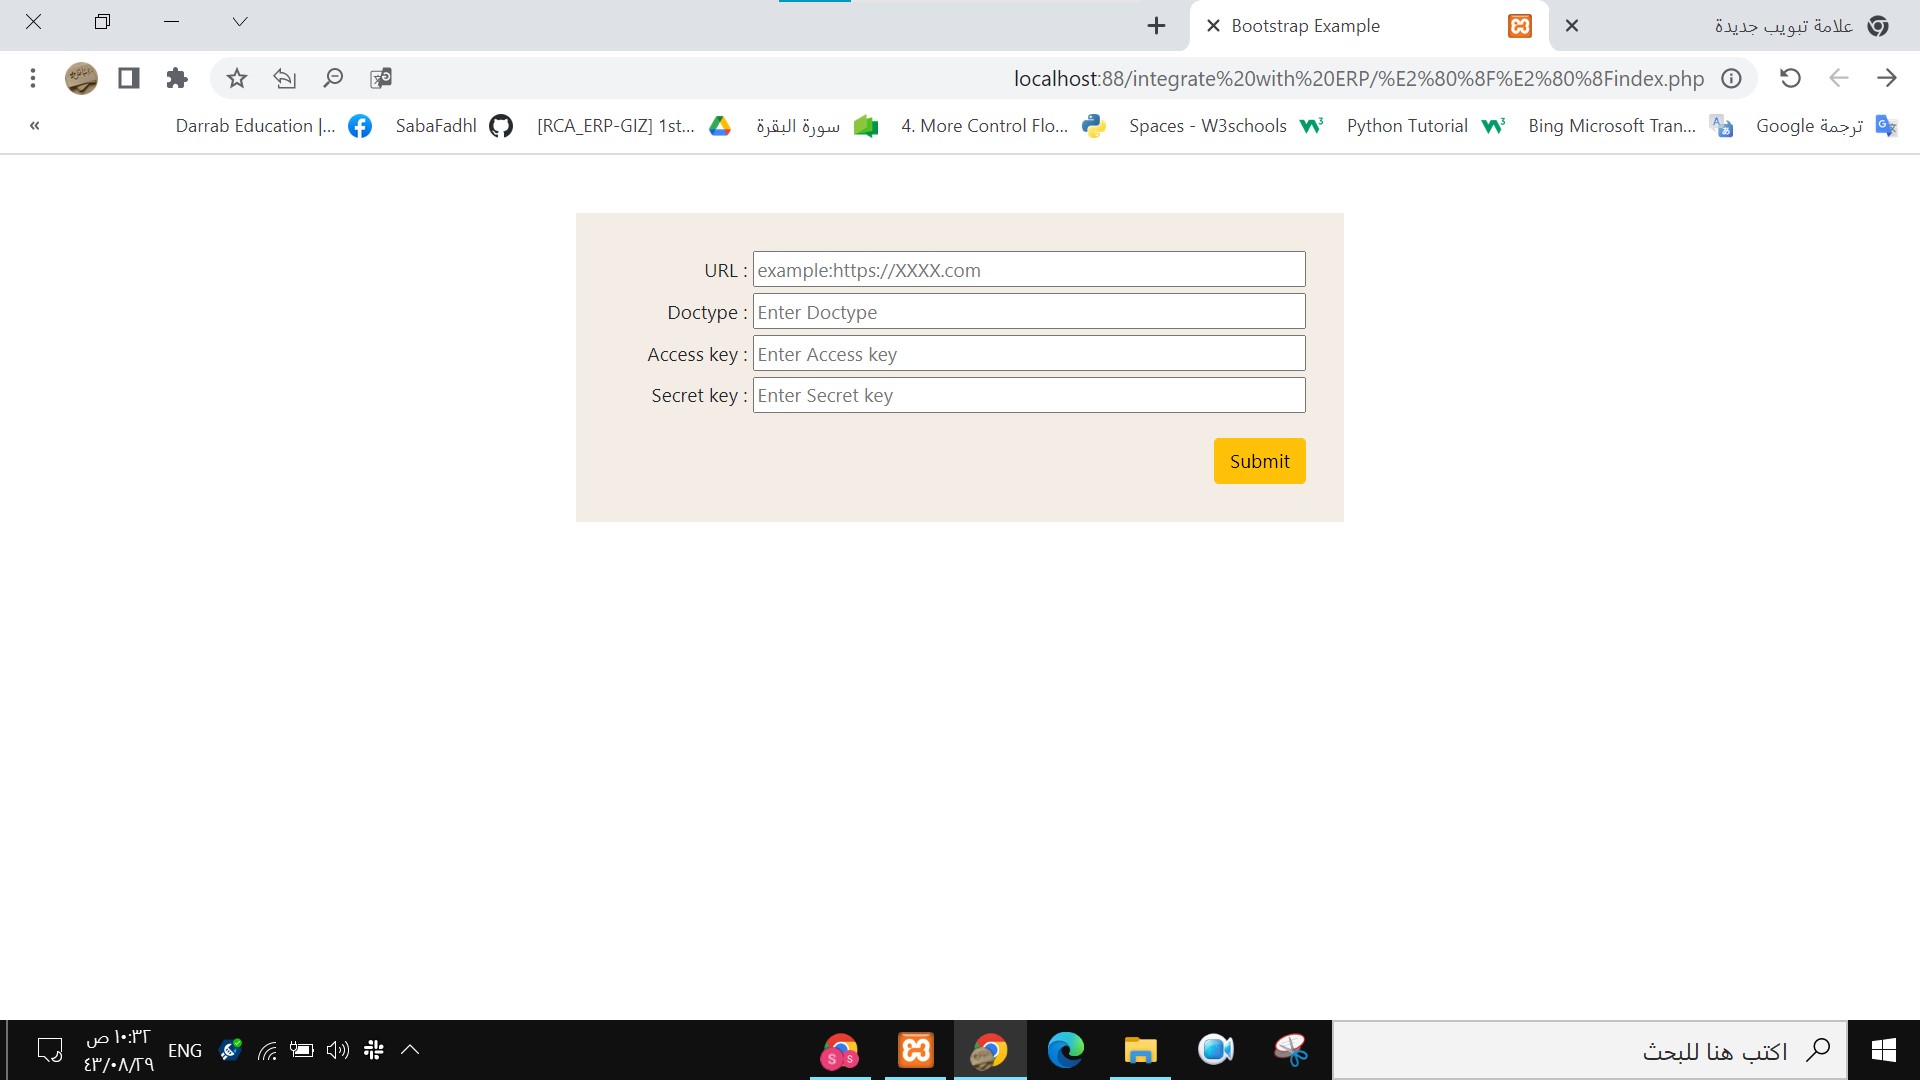 علامة تبويب جديدة
Bootstrap Example
localhost:88/integrate%20with%20ERP/%E2%80%8F%E2%80%8Findex.php
ترجمة Google
Bing Microsoft Tran...
Python Tutorial
Spaces - W3schools
4. More Control Flo...
سورة البقرة
[RCA_ERP-GIZ] 1st...
SabaFadhl
Darrab Education |...
«
URL : example:https://XXXX.com
Doctype : Enter Doctype
Access key : Enter Access key
Secret key : Enter Secret key
Submit
اكتب هنا للبحث
S S
ENG
١٠:٣٢ ص
٤٣/٠٨/٢٩